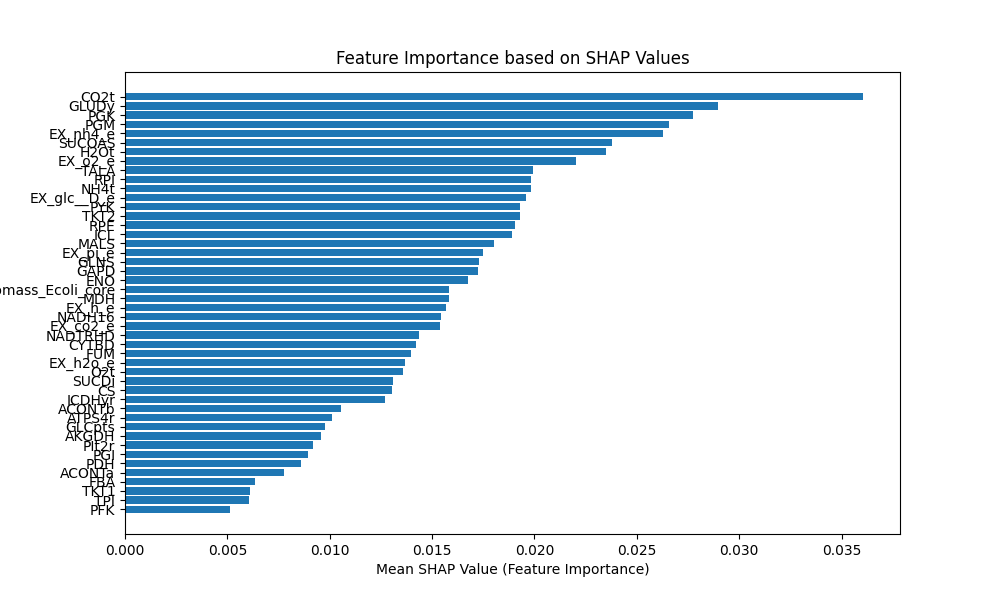 Feature Importance based on SHAP Values
CO2t
GLUDy
PGK
PGM
EX_nh4_e
SUCOAS
H2Ot
EX_o2_e
TALA
RPI
NH4t
EX_glc__D_e
PYK
TKT2
RPE
ICL
MALS
EX_pi_e
GLNS
GAPD
ENO
omass_Ecoli_core
MDH
EX_h_e
NADH16
EX_co2_e
NADTRHD
CYTBD
FUM
EX_h2o_e
O2t
SUCDi
CS
ICDHyr
ACONTb
ATPS4r
GLCpts
AKGDH
PIt2r
PGI
PDH
ACONTa
FBA
TKT1
TPI
PFK
0.000 0.005 0.010 0.015 0.020 0.025 0.030 0.035
Mean SHAP Value (Feature Importance)